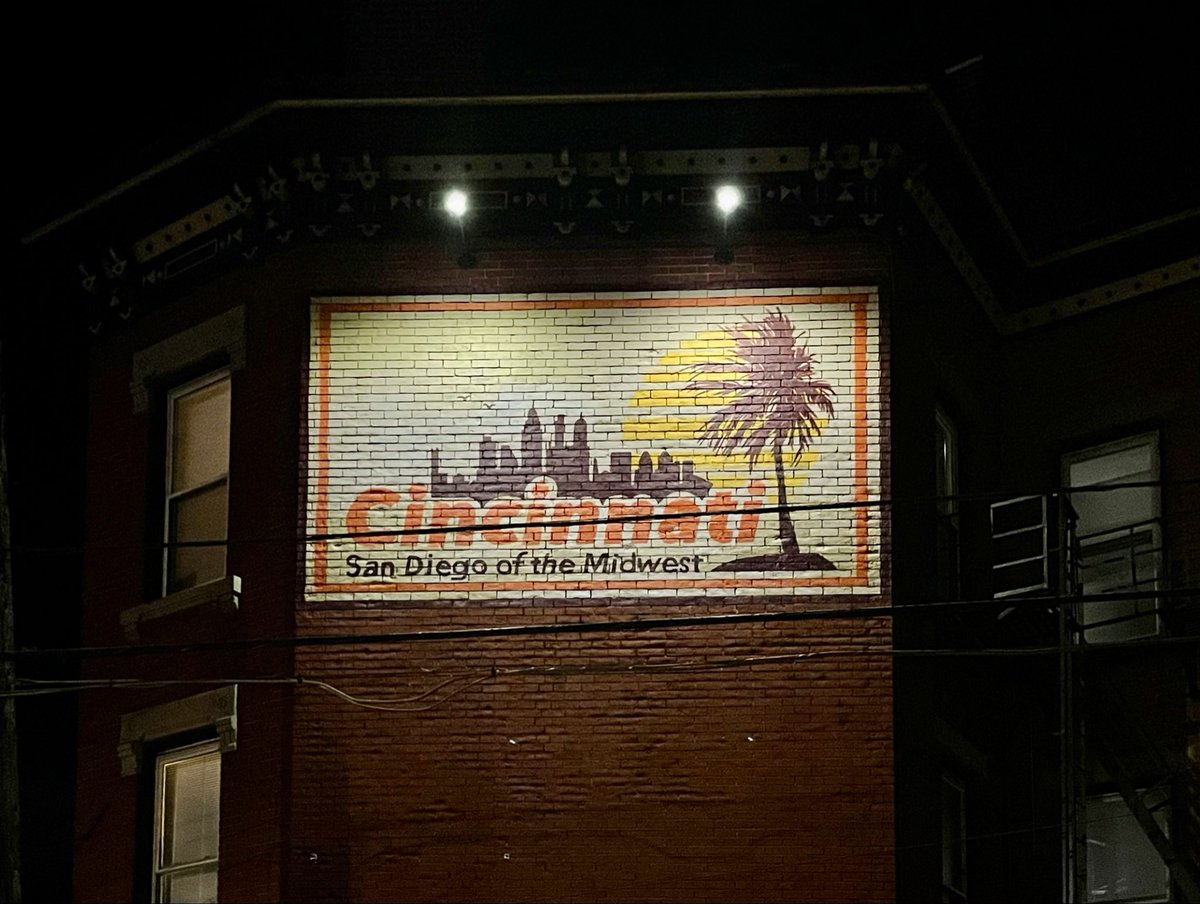 Cincinnati
San Diego of the Midwest